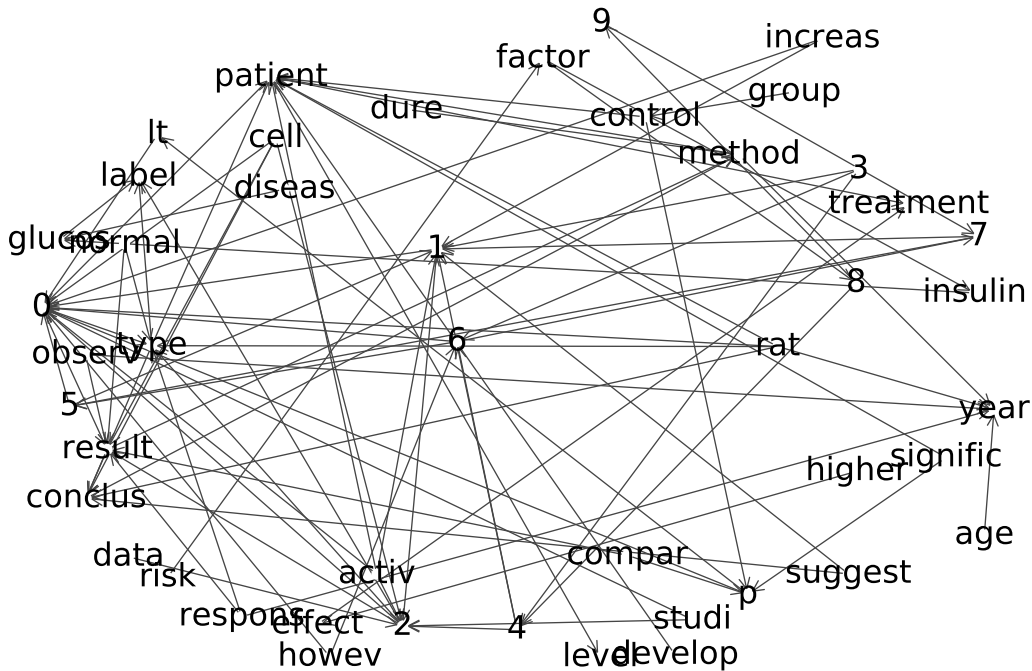 9
increas
factor
patient
group
dure
control
lt
cell
method
label
3
diseas
treatment
glucos
normal
1
7
0
8
insulin
observ
type
6
rat
5
year
result
signific
higher
conclus
age
data
risk
activ
compar
suggest
p
respons
effect
2
4
studi
howev
level
develop